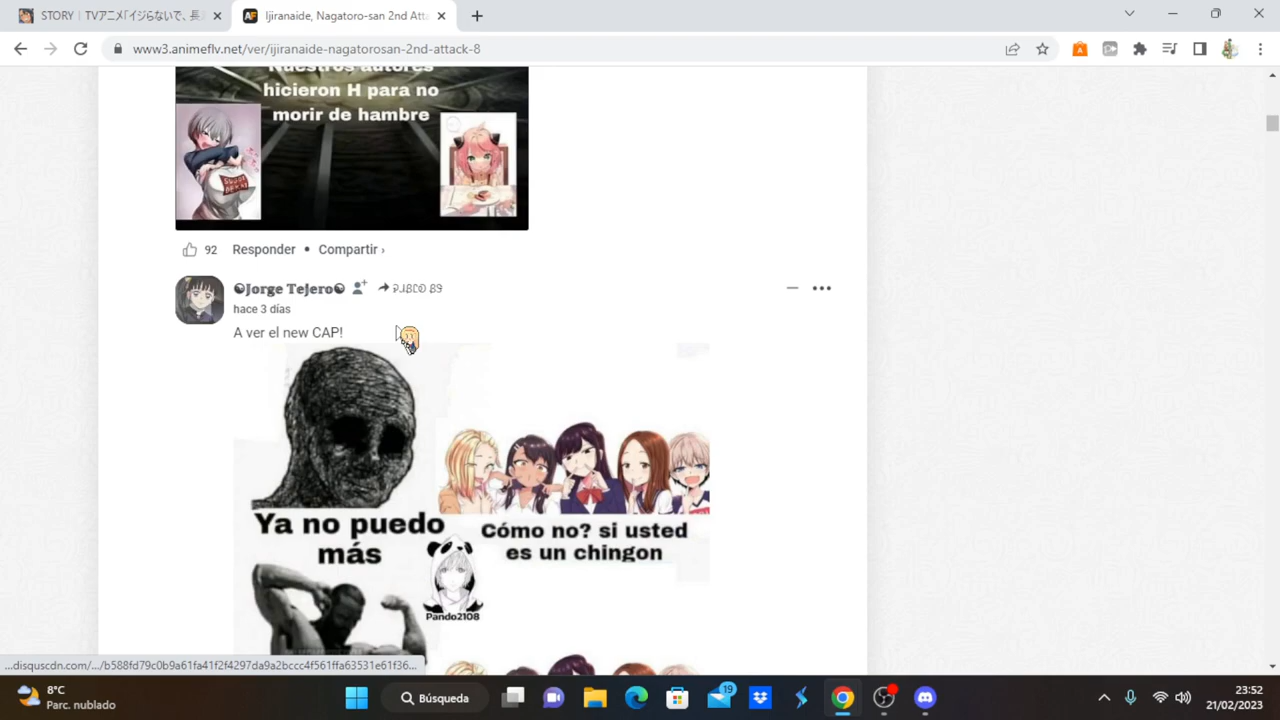 STORY | TVアニメ「イジらないで、長
Ijiranaide, Nagatoro-san 2nd Atta
www3.animeflv.net/ver/ijiranaide-nagatorosan-2nd-attack-8
Nuestros autores
hicieron H para no
morir de hambre
92 Responder • Compartir ›
☯Jorge Tejero☯
hace 3 días
A ver el new CAP!
Ya no puedo
más
Cómo no? si usted
es un chingon
Pando2108
...disquscdn.com/.../b588fd79c0b9a61fa41f2f4297da9a2bccc4f561ffa63531e61f36...
8°C
Parc. nublado
Búsqueda
19
23:52
21/02/2023